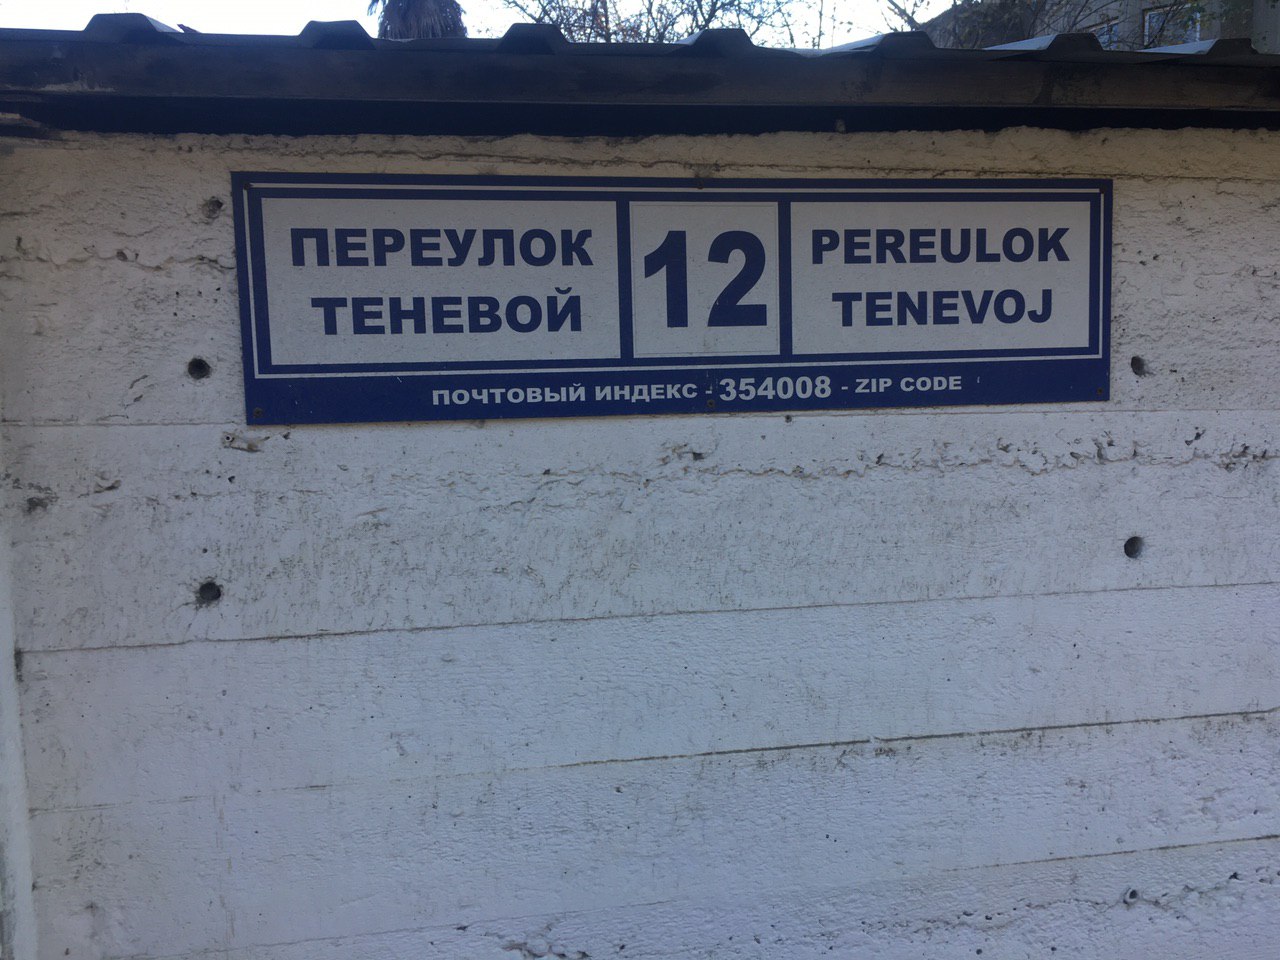 ПЕРЕУЛОК
ТЕНЕВОЙ
12
PEREULOK
TENEVOJ
ПОЧТОВЫЙ ИНДЕКС - 354008 - ZIP CODE